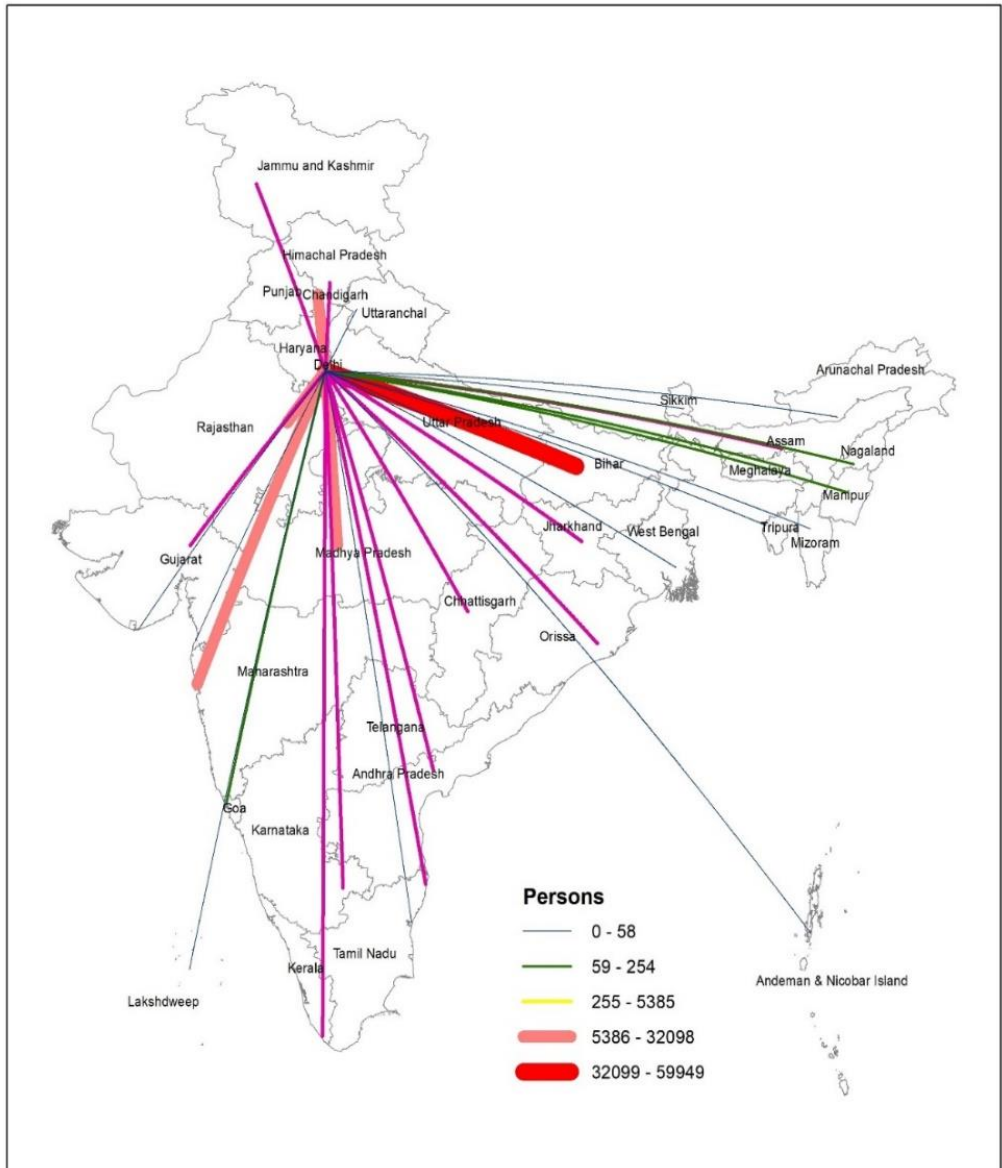 Jammu and Kashmir
Himachal Pradesh
Punjab
Chandigarh
Uttaranchal
Haryana
Delhi
Arunachal Pradesh
Sikkim
Rajasthan
Uttar Pradesh
Assam
Nagaland
Bihar
Meghalaya
Manipur
Jharkhand
West Bengal
Tripura
Mizoram
Gujarat
Madhya Pradesh
Chhattisgarh
Orissa
Maharashtra
Telangana
Andhra Pradesh
Goa
Karnataka
Tamil Nadu
Kerala
Lakshdweep
Andeman & Nicobar Island
Persons
0 - 58
59 - 254
255 - 5385
5386 - 32098
32099 - 59949